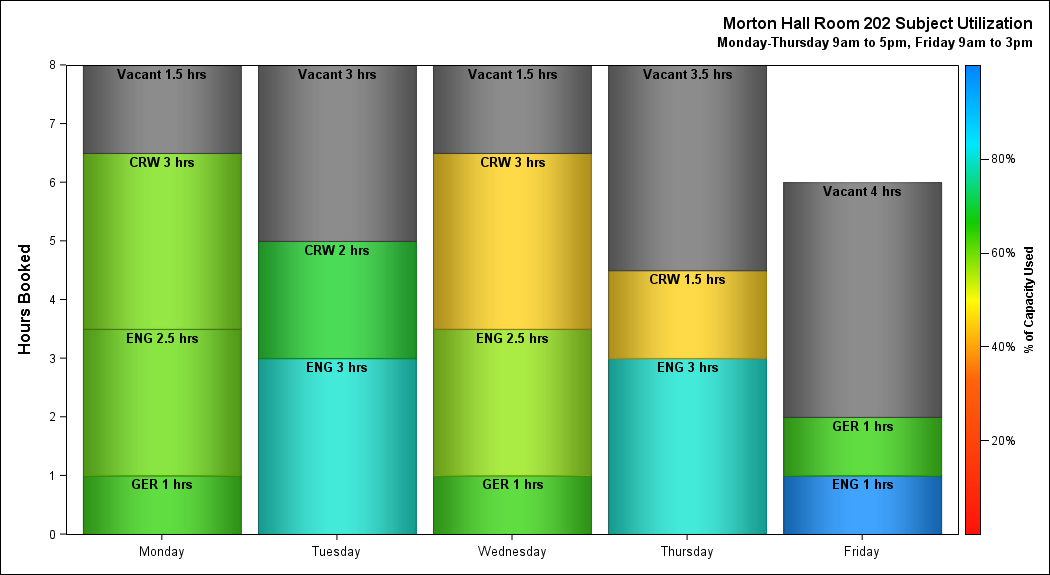 Morton Hall Room 202 Subject Utilization
Monday-Thursday 9am to 5pm, Friday 9am to 3pm
Hours Booked
8
7
6
5
4
3
2
1
0
Vacant 1.5 hrs
CRW 3 hrs
ENG 2.5 hrs
GER 1 hrs
Vacant 3 hrs
CRW 2 hrs
ENG 3 hrs
Vacant 1.5 hrs
CRW 3 hrs
ENG 2.5 hrs
GER 1 hrs
Vacant 3.5 hrs
CRW 1.5 hrs
ENG 3 hrs
Vacant 4 hrs
GER 1 hrs
ENG 1 hrs
Monday
Tuesday
Wednesday
Thursday
Friday
80%
60%
40%
20%
% of Capacity Used